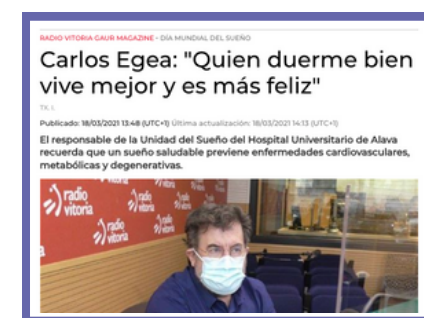 RADIO VITORIA GAUR MAGAZINE - DÍA MUNDIAL DEL SUEÑO
Carlos Egea: "Quien duerme bien
vive mejor y es más feliz"
TX. I.
Publicado: 18/03/2021 13:48 (UTC+1) Última actualización: 18/03/2021 14:13 (UTC+1)
El responsable de la Unidad del Sueño del Hospital Universitario de Alava
recuerda que un sueño saludable previene enfermedades cardiovasculares,
metabólicas y degenerativas.
radio
vitoria
radio
vitoria
radio
vitoria